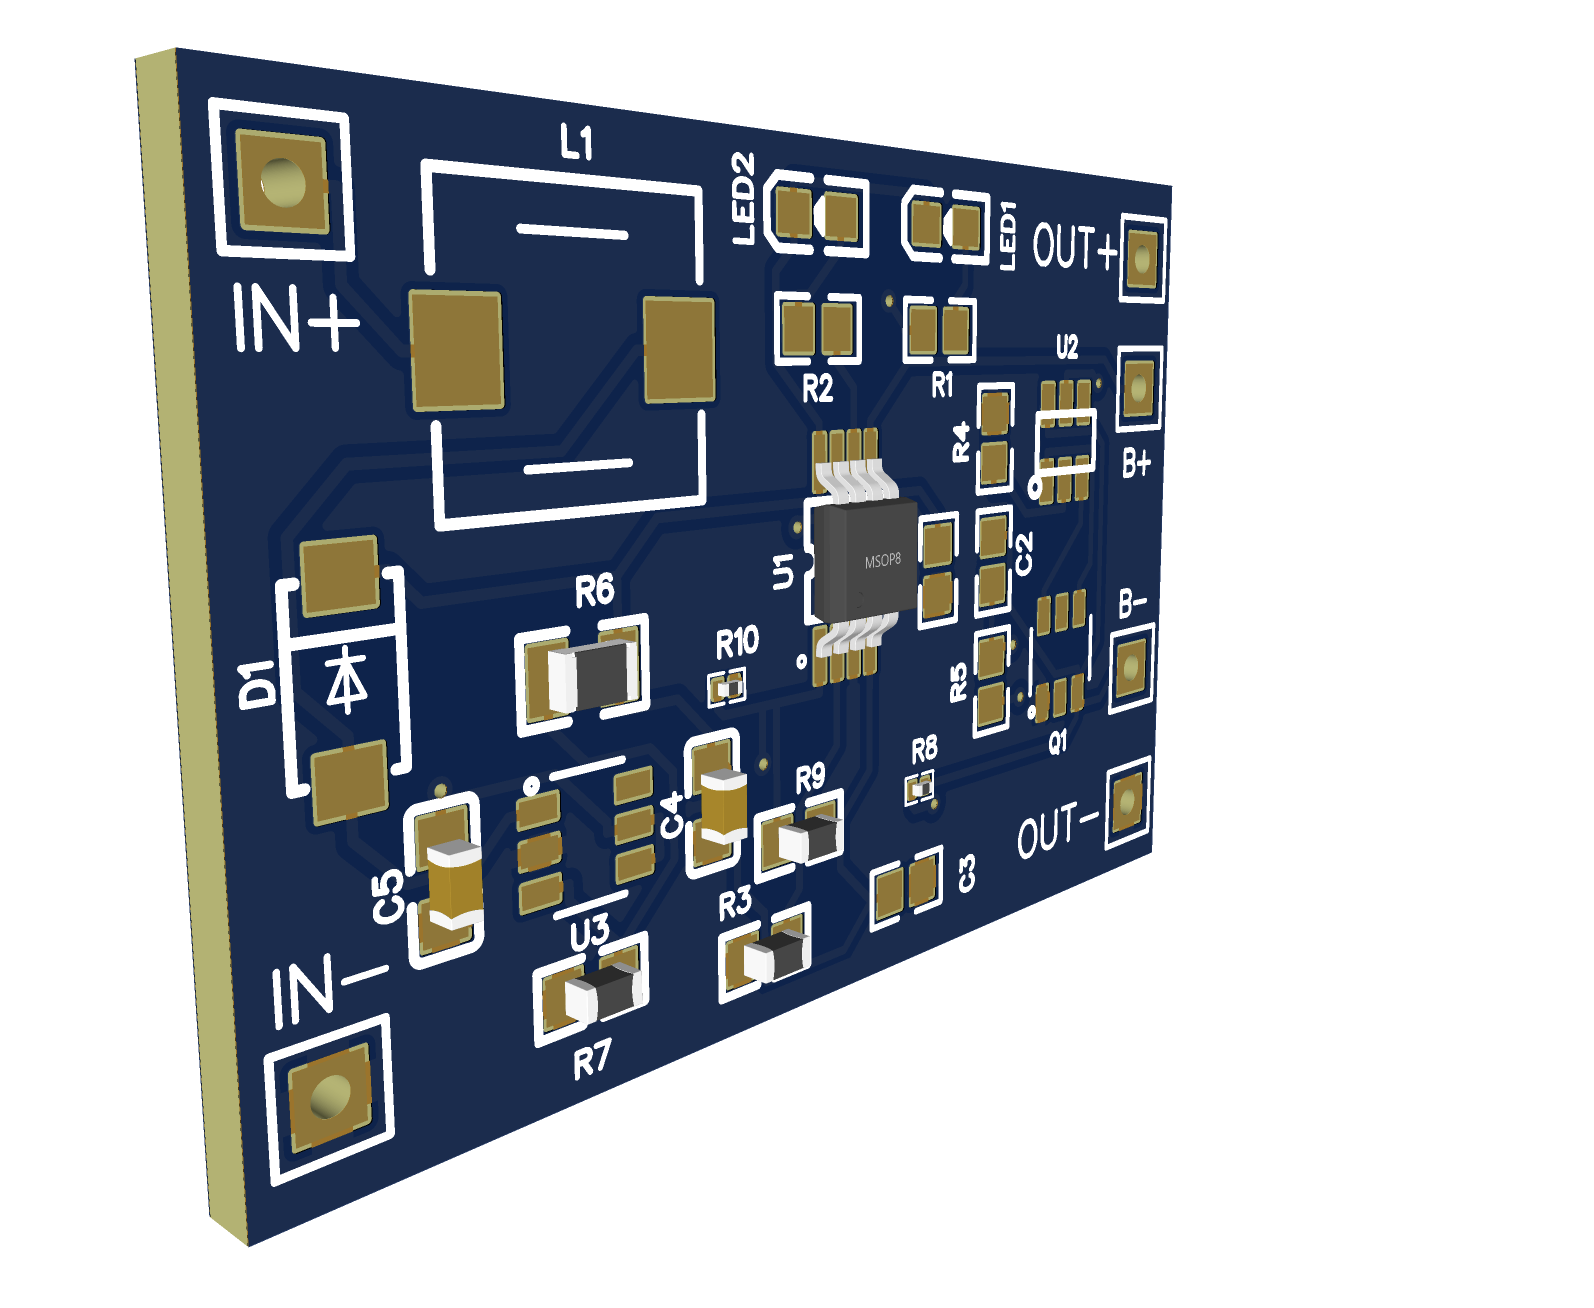 L1
LED2
LED1
OUT+
IN+
R2
R1
U2
R4
B+
U1
MSOP8
C2
R6
B-
R10
D1
R5
Q1
R8
R9
C4
C5
R3
C3
OUT-
U3
IN-
R7